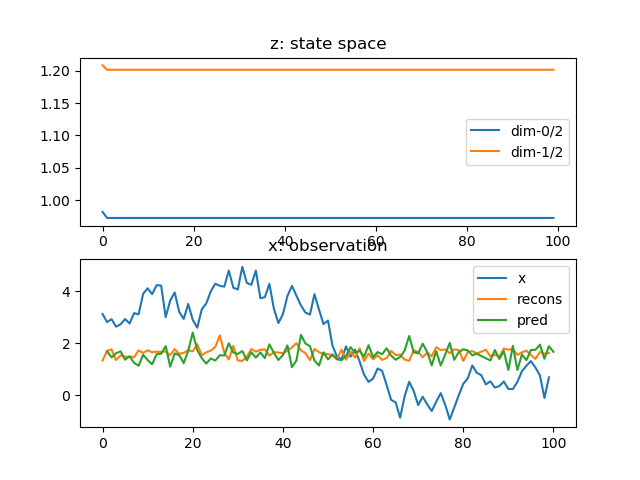 z: state space
1.20
1.15
1.10
1.05
1.00
dim-0/2
dim-1/2
0 20 40 60 80 100
x: observation
4
2
0
x
recons
pred
0 20 40 60 80 100